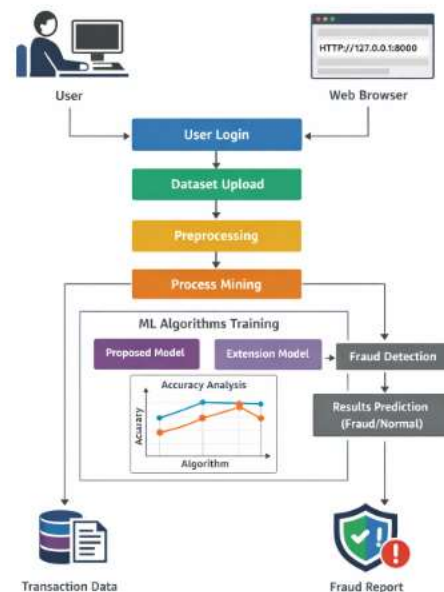 HTTP://127.0.0.1:8000
User
Web Browser
User Login
Dataset Upload
Preprocessing
Process Mining
ML Algorithms Training
Proposed Model
Extension Model
Fraud Detection
Accuracy Analysis
Acuracy
Algorithm
Results Prediction
(Fraud/Normal)
Transaction Data
Fraud Report